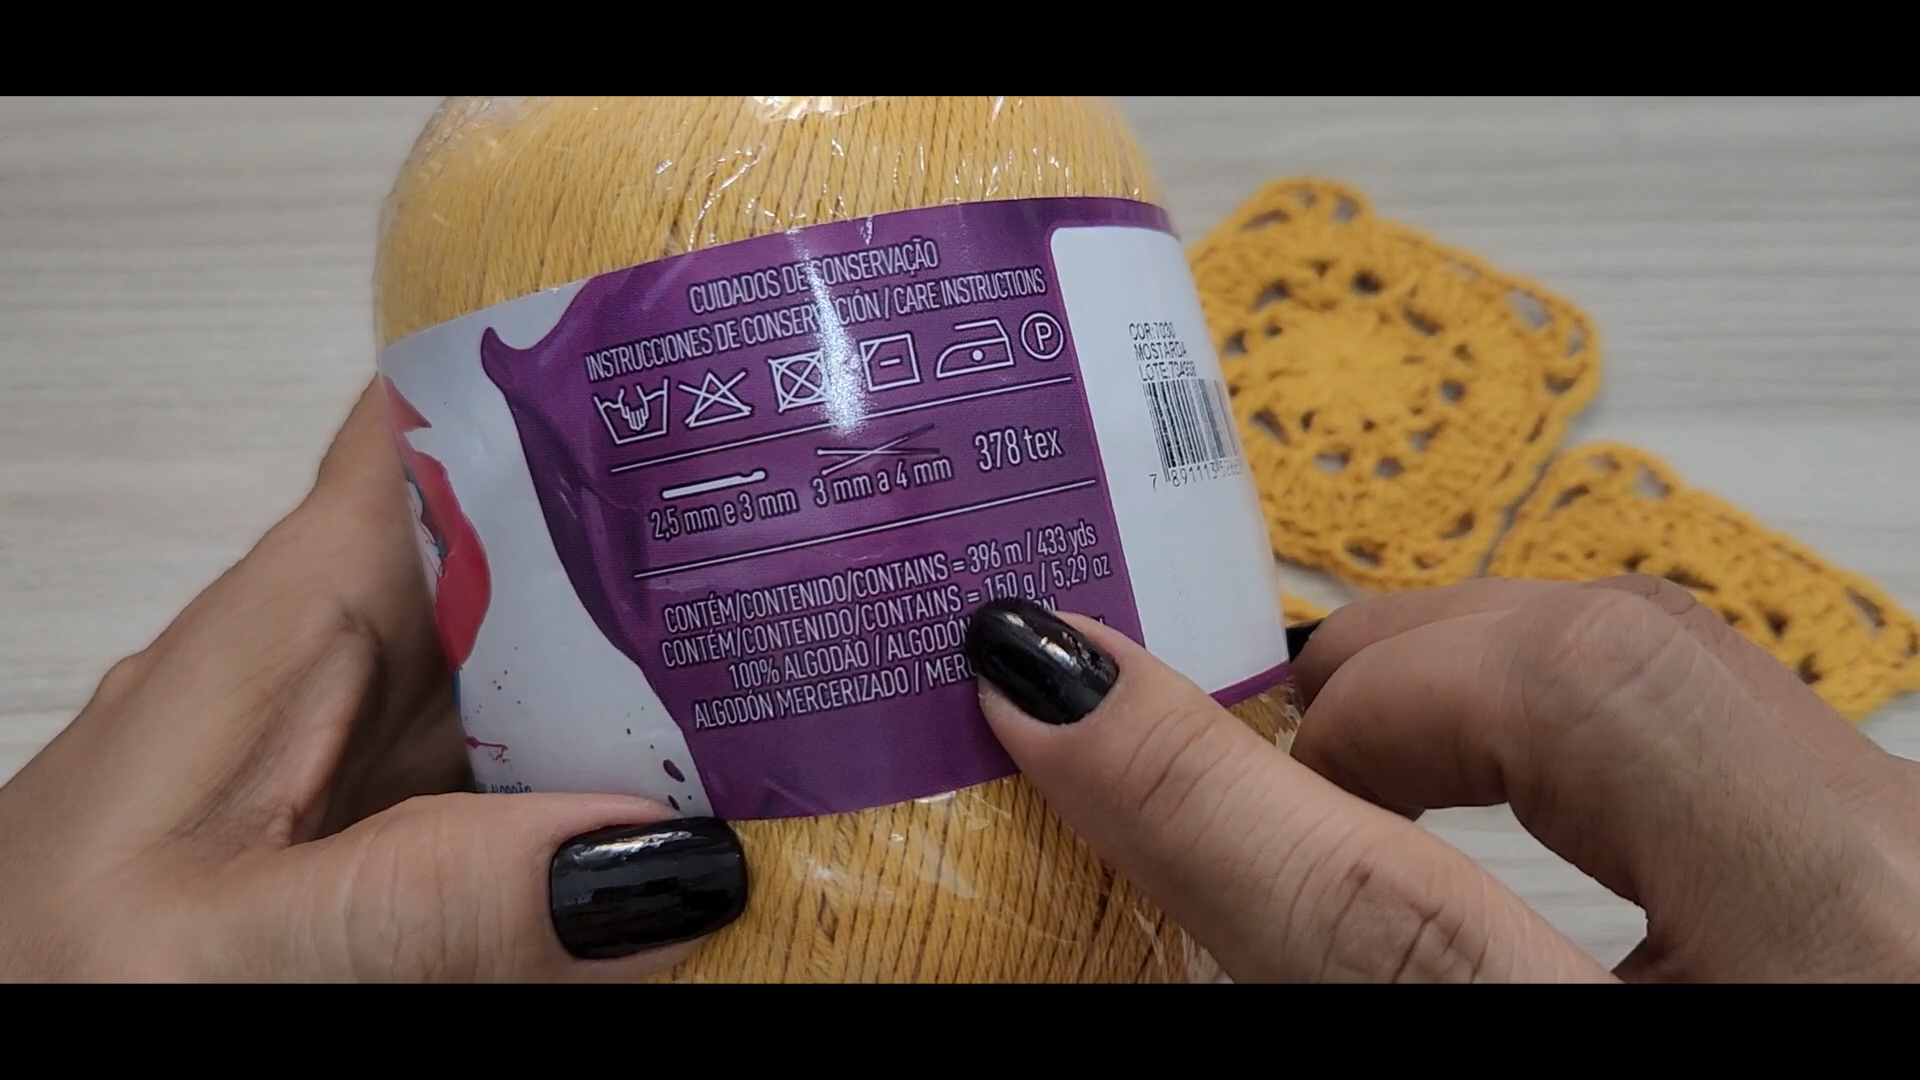 CUIDADOS DE CONSERVAÇÃO
INSTRUCCIONES DE CONSERVACIÓN / CARE INSTRUCTIONS
P
2,5 mm e 3 mm
3 mm a 4 mm
378 tex
CONTÉM/CONTENIDO/CONTAINS = 396 m / 433 yds
CONTÉM/CONTENIDO/CONTAINS = 150 g / 5,29 oz
100% ALGODÃO / ALGODÓN
ALGODÓN MERCERIZADO /
COR:7030
MOSTARDA